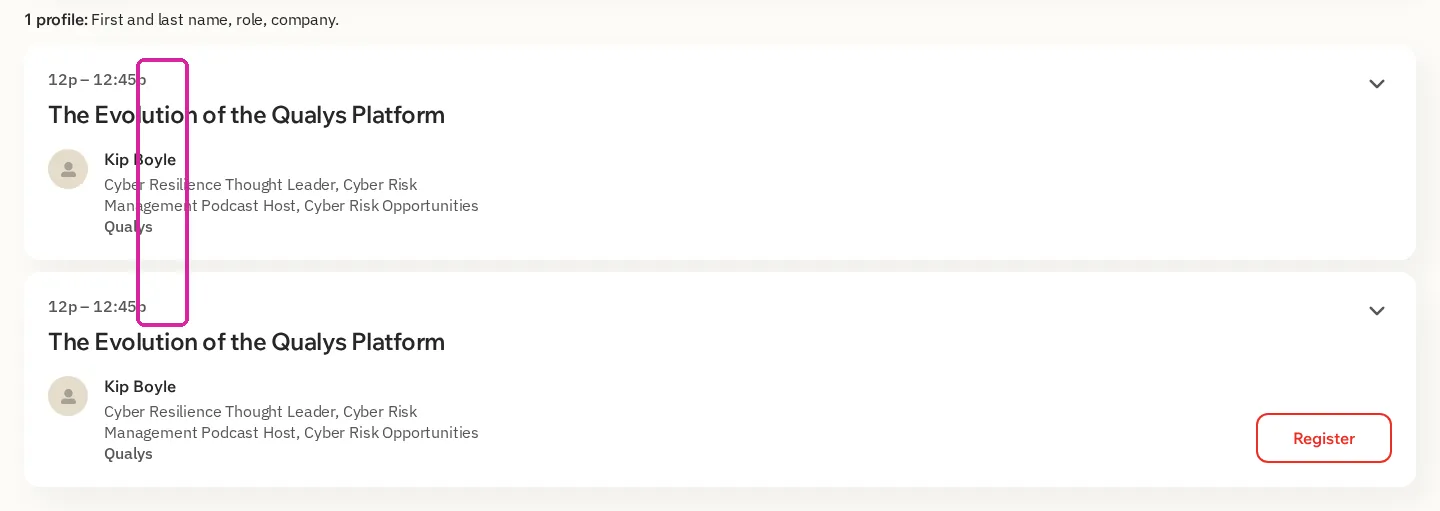 1 profile: First and last name, role, company.
12p – 12:45p
The Evolution of the Qualys Platform
Kip Boyle
Cyber Resilience Thought Leader, Cyber Risk
Management Podcast Host, Cyber Risk Opportunities
Qualys
12p – 12:45p
The Evolution of the Qualys Platform
Kip Boyle
Cyber Resilience Thought Leader, Cyber Risk
Management Podcast Host, Cyber Risk Opportunities
Qualys
Register